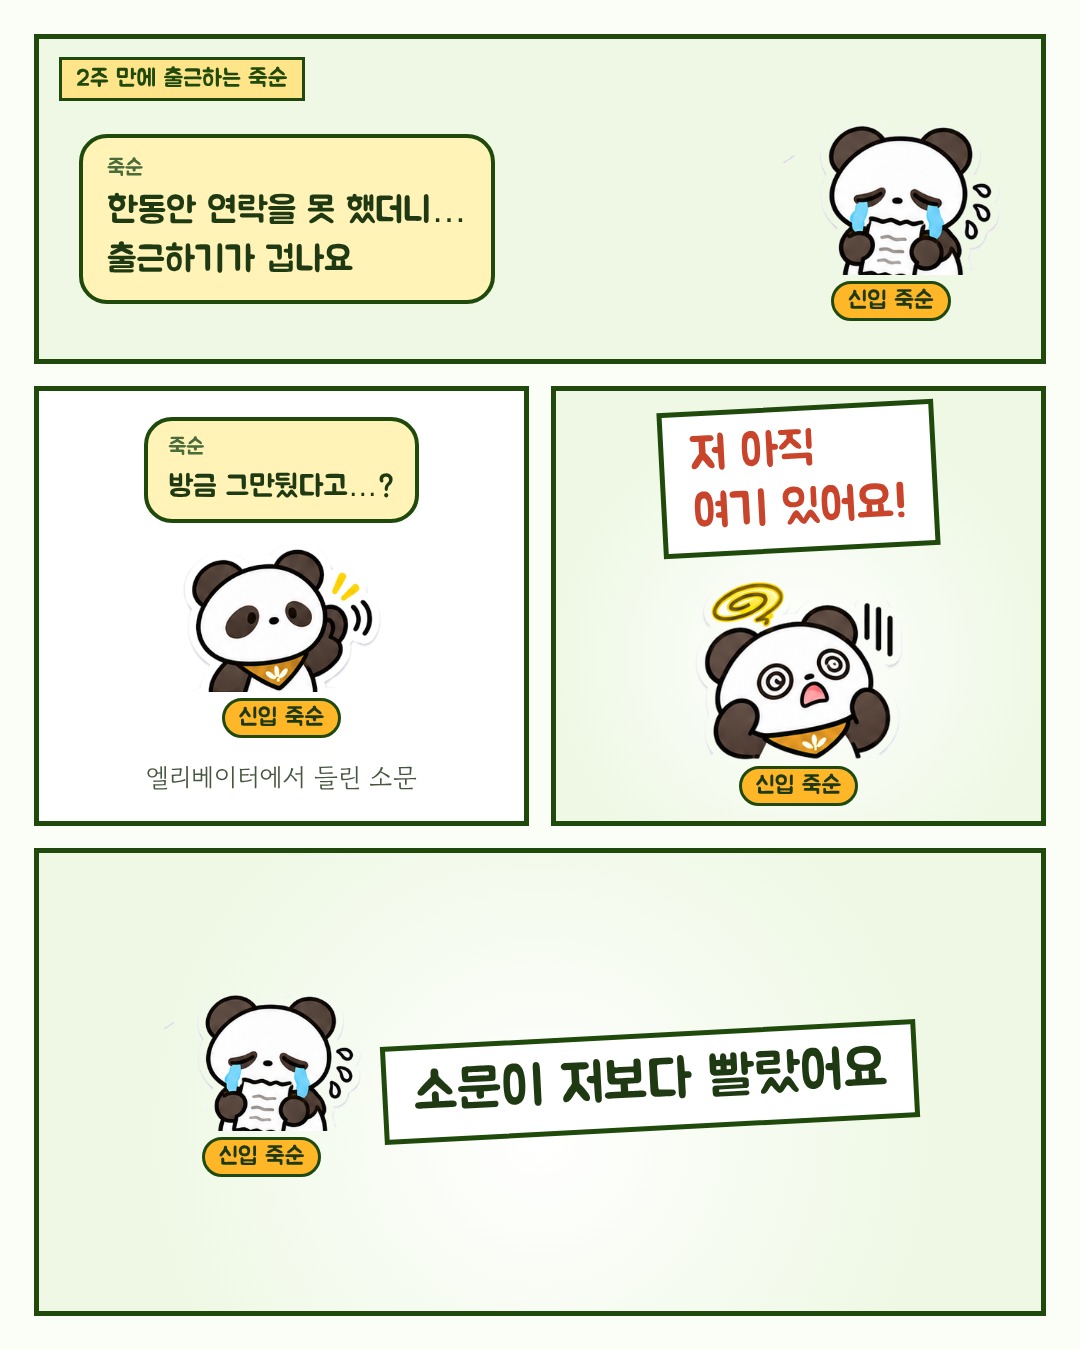 2주 만에 출근하는 죽순
죽순
한동안 연락을 못 했더니...
출근하기가 겁나요
신입 죽순
죽순
방금 그만뒀다고...?
신입 죽순
엘리베이터에서 들린 소문
저 아직
여기 있어요!
신입 죽순
소문이 저보다 빨랐어요
신입 죽순